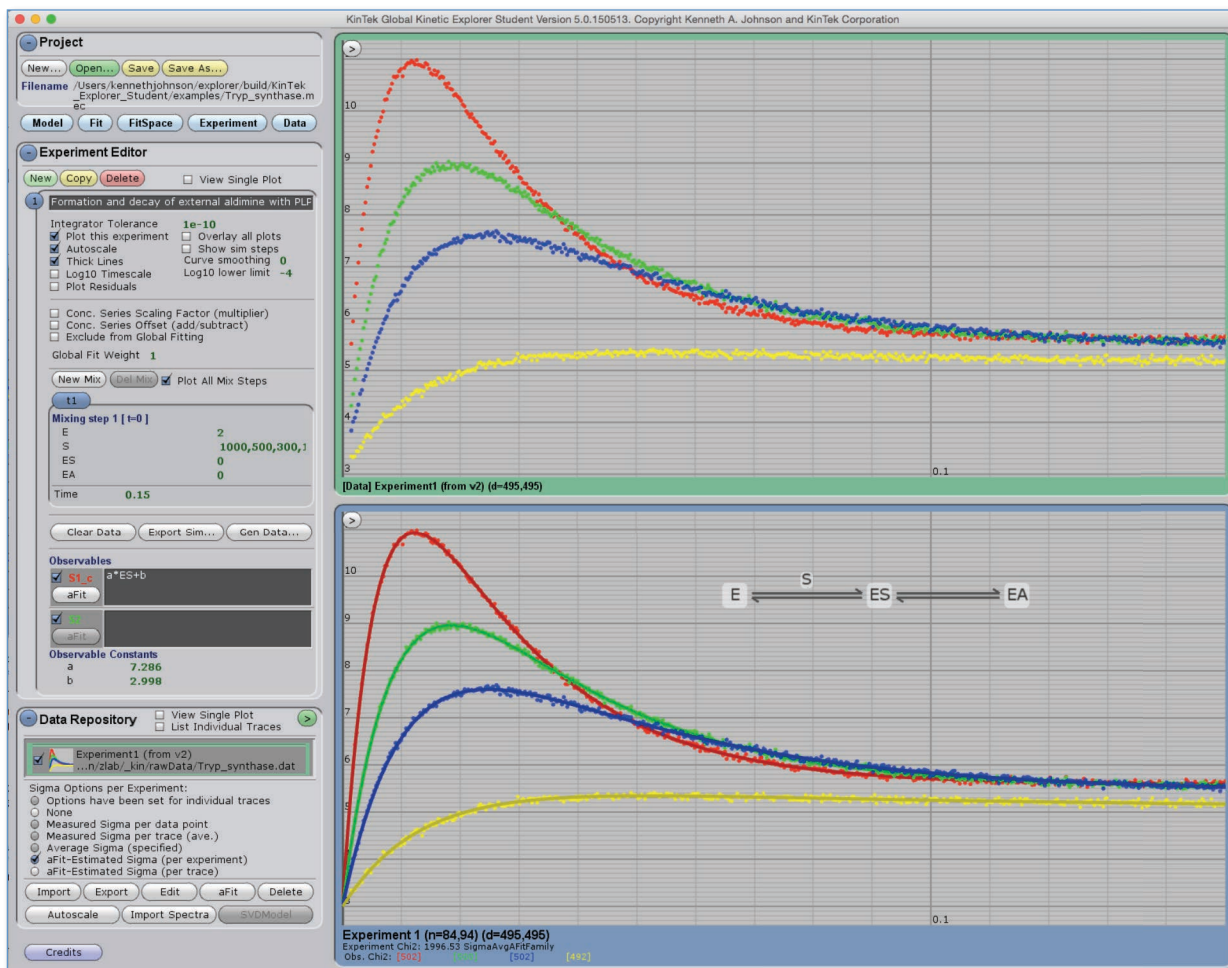 KinTek Global Kinetic Explorer Student Version 5.0.150513. Copyright Kenneth A. Johnson and KinTek Corporation
- Project
New... Open... Save Save As...
Filename /Users/kennethjohnson/explorer/build/KinTek
_Explorer_Student/examples/Tryp_synthase.m
ec
Model Fit FitSpace Experiment Data
- Experiment Editor
New Copy Delete View Single Plot
1 Formation and decay of external aldimine with PLP
Integrator Tolerance 1e-10
Plot this experiment Overlay all plots
Autoscale Show sim steps
Thick Lines Curve smoothing 0
Log10 Timescale Log10 lower limit -4
Plot Residuals
Conc. Series Scaling Factor (multiplier)
Conc. Series Offset (add/subtract)
Exclude from Global Fitting
Global Fit Weight 1
New Mix Del Mix Plot All Mix Steps
t1
Mixing step 1 [ t=0 ]
E 2
S 1000,500,300,1
ES 0
EA 0
Time 0.15
Clear Data Export Sim... Gen Data...
Observables
S1_c a*ES+b
aFit
aFit
Observable Constants
a 7.286
b 2.998
- Data Repository View Single Plot >
List Individual Traces
Experiment1 (from v2)
...n/zlab/_kin/rawData/Tryp_synthase.dat
Sigma Options per Experiment:
Options have been set for individual traces
None
Measured Sigma per data point
Measured Sigma per trace (ave.)
Average Sigma (specified)
aFit-Estimated Sigma (per experiment)
aFit-Estimated Sigma (per trace)
Import Export Edit aFit Delete
Autoscale Import Spectra SVDModel
Credits
>
10
9
8
7
6
5
4
3
0.1
[Data] Experiment1 (from v2) (d=495,495)
>
10
9
8
7
6
5
0.1
S
E ES EA
Experiment 1 (n=84,94) (d=495,495)
Experiment Chi2: 1996.53 SigmaAvgAFitFamily
Obs. Chi2: [502] [502] [492]